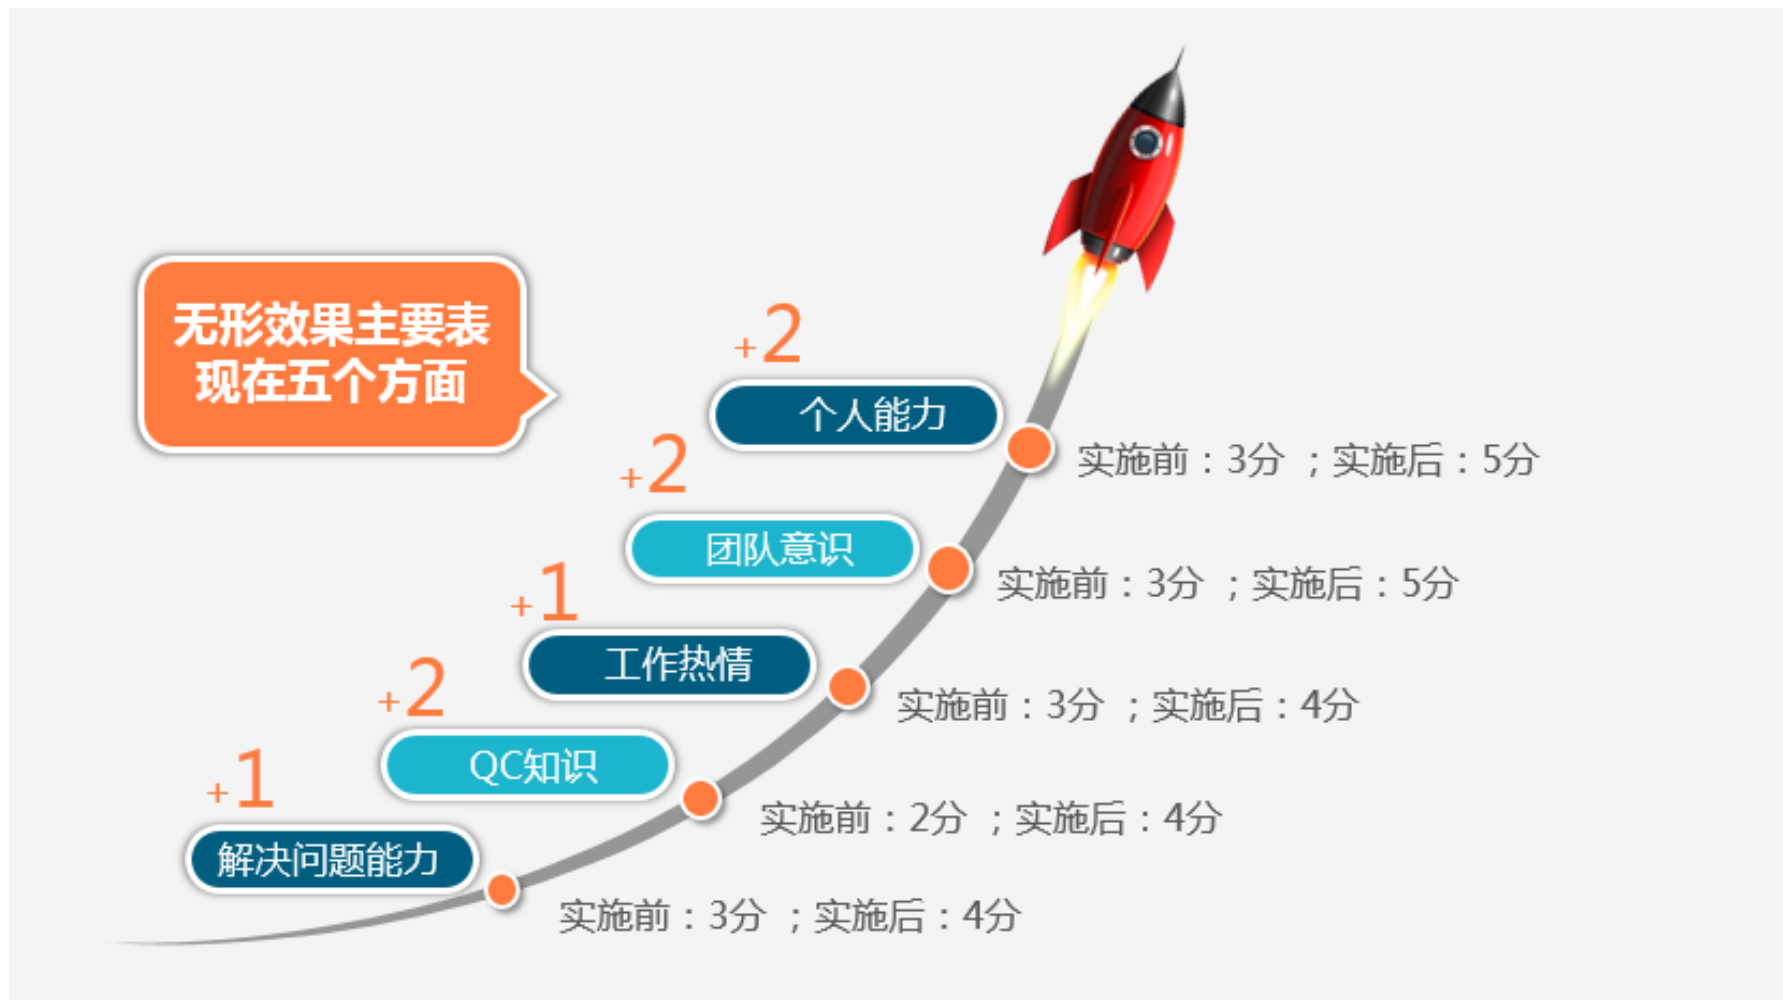 无形效果主要表
现在五个方面
+2
个人能力
实施前：3分 ；实施后：5分
+2
团队意识
实施前：3分 ；实施后：5分
+1
工作热情
实施前：3分 ；实施后：4分
+2
QC知识
实施前：2分 ；实施后：4分
+1
解决问题能力
实施前：3分 ；实施后：4分